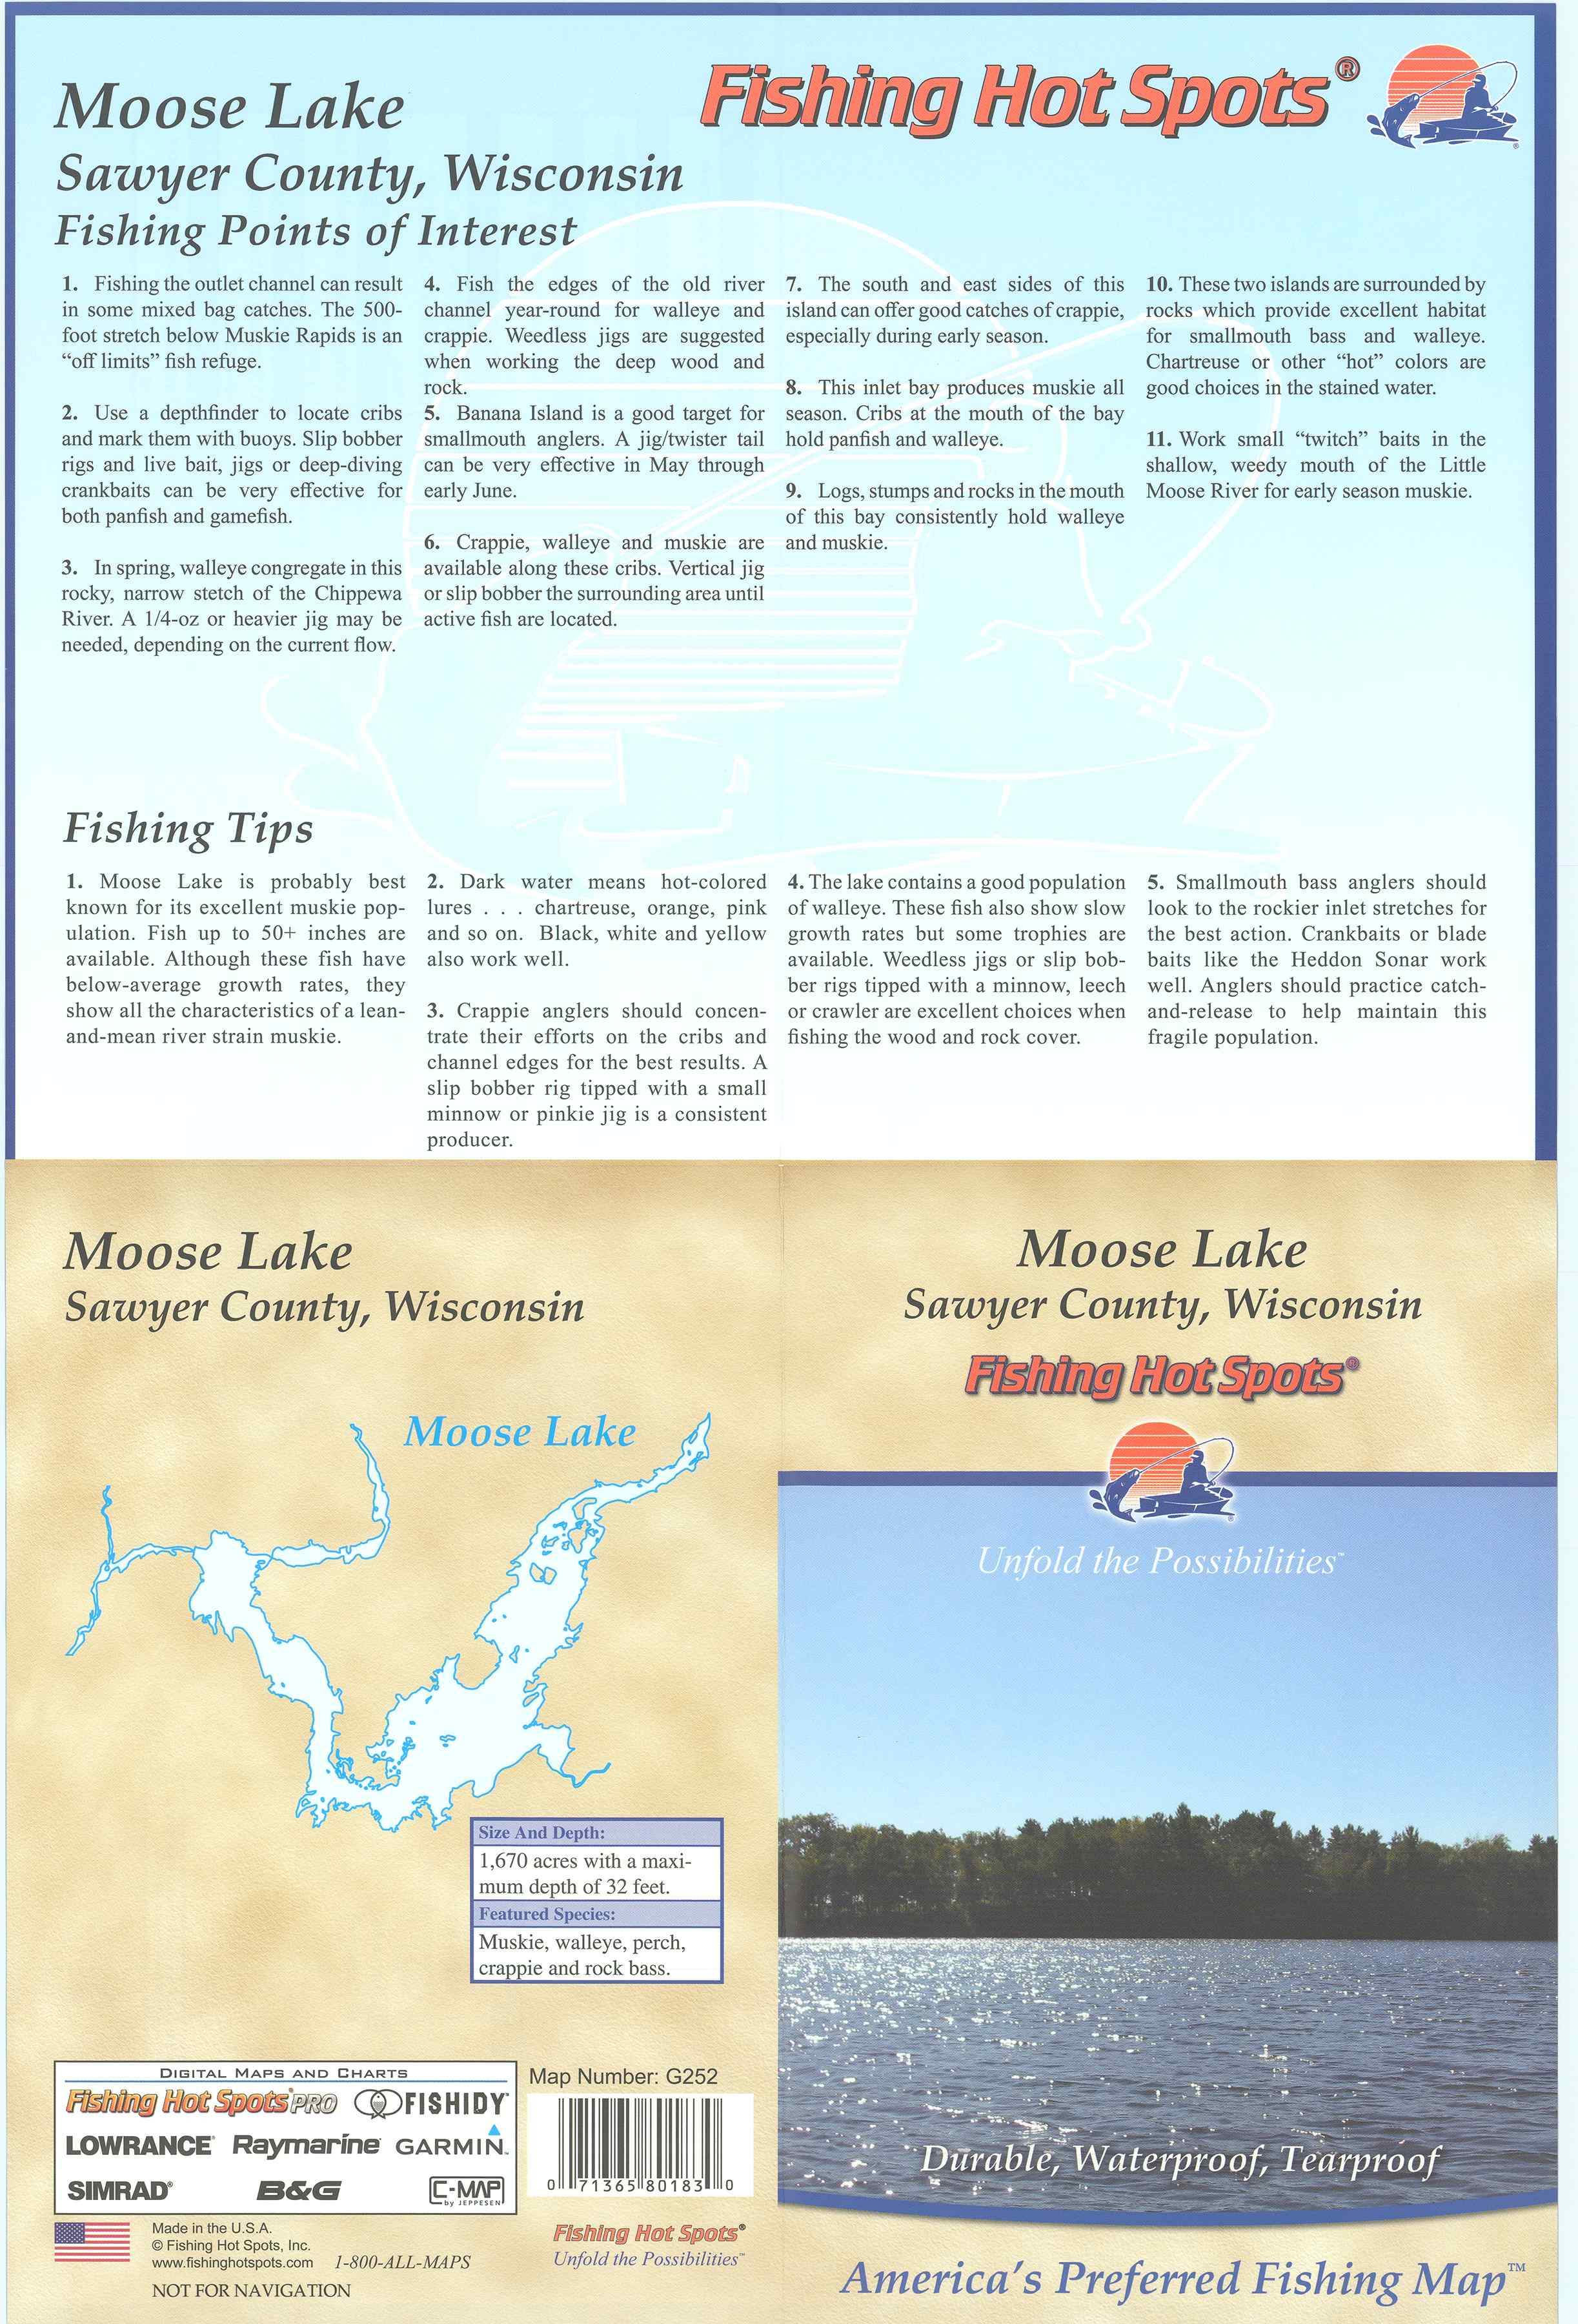 Moose Lake
Sawyer County, Wisconsin
Fishing Points of Interest
Fishing Hot Spots®
®
1. Fishing the outlet channel can result
in some mixed bag catches. The 500-
foot stretch below Muskie Rapids is an
“off limits” fish refuge.
2. Use a depthfinder to locate cribs
and mark them with buoys. Slip bobber
rigs and live bait, jigs or deep-diving
crankbaits can be very effective for
both panfish and gamefish.
3. In spring, walleye congregate in this
rocky, narrow stetch of the Chippewa
River. A 1/4-oz or heavier jig may be
needed, depending on the current flow.
4. Fish the edges of the old river
channel year-round for walleye and
crappie. Weedless jigs are suggested
when working the deep wood and
rock.
5. Banana Island is a good target for
smallmouth anglers. A jig/twister tail
can be very effective in May through
early June.
6. Crappie, walleye and muskie are
available along these cribs. Vertical jig
or slip bobber the surrounding area until
active fish are located.
7. The south and east sides of this
island can offer good catches of crappie,
especially during early season.
8. This inlet bay produces muskie all
season. Cribs at the mouth of the bay
hold panfish and walleye.
9. Logs, stumps and rocks in the mouth
of this bay consistently hold walleye
and muskie.
10. These two islands are surrounded by
rocks which provide excellent habitat
for smallmouth bass and walleye.
Chartreuse or other “hot” colors are
good choices in the stained water.
11. Work small “twitch” baits in the
shallow, weedy mouth of the Little
Moose River for early season muskie.
Fishing Tips
1. Moose Lake is probably best
known for its excellent muskie pop-
ulation. Fish up to 50+ inches are
available. Although these fish have
below-average growth rates, they
show all the characteristics of a lean-
and-mean river strain muskie.
2. Dark water means hot-colored
lures . . . chartreuse, orange, pink
and so on. Black, white and yellow
also work well.
3. Crappie anglers should concen-
trate their efforts on the cribs and
channel edges for the best results. A
slip bobber rig tipped with a small
minnow or pinkie jig is a consistent
producer.
4. The lake contains a good population
of walleye. These fish also show slow
growth rates but some trophies are
available. Weedless jigs or slip bob-
ber rigs tipped with a minnow, leech
or crawler are excellent choices when
fishing the wood and rock cover.
5. Smallmouth bass anglers should
look to the rockier inlet stretches for
the best action. Crankbaits or blade
baits like the Heddon Sonar work
well. Anglers should practice catch-
and-release to help maintain this
fragile population.
Moose Lake
Sawyer County, Wisconsin
Moose Lake
Size And Depth:
1,670 acres with a maxi-
mum depth of 32 feet.
Featured Species:
Muskie, walleye, perch,
crappie and rock bass.
DIGITAL MAPS AND CHARTS
Fishing Hot Spots® PRO FISHIDY™
LOWRANCE® Raymarine® GARMIN™
SIMRAD® B&G C-MAP
by JEPPESEN
Map Number: G252
0 71365 80183 0
Made in the U.S.A.
© Fishing Hot Spots, Inc.
www.fishinghotspots.com 1-800-ALL-MAPS
NOT FOR NAVIGATION
Fishing Hot Spots®
Unfold the Possibilities™
Moose Lake
Sawyer County, Wisconsin
Fishing Hot Spots®
®
Unfold the Possibilities™
Durable, Waterproof, Tearproof
America’s Preferred Fishing Map™